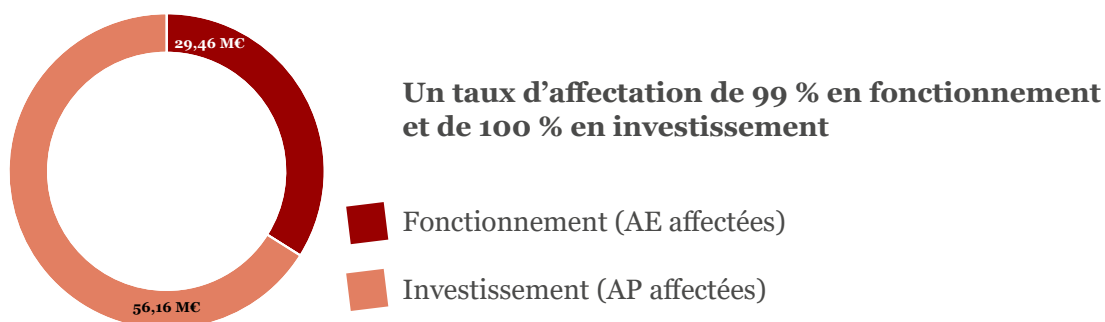 29,46 M€
Un taux d’affectation de 99 % en fonctionnement
et de 100 % en investissement
Fonctionnement (AE affectées)
Investissement (AP affectées)
56,16 M€